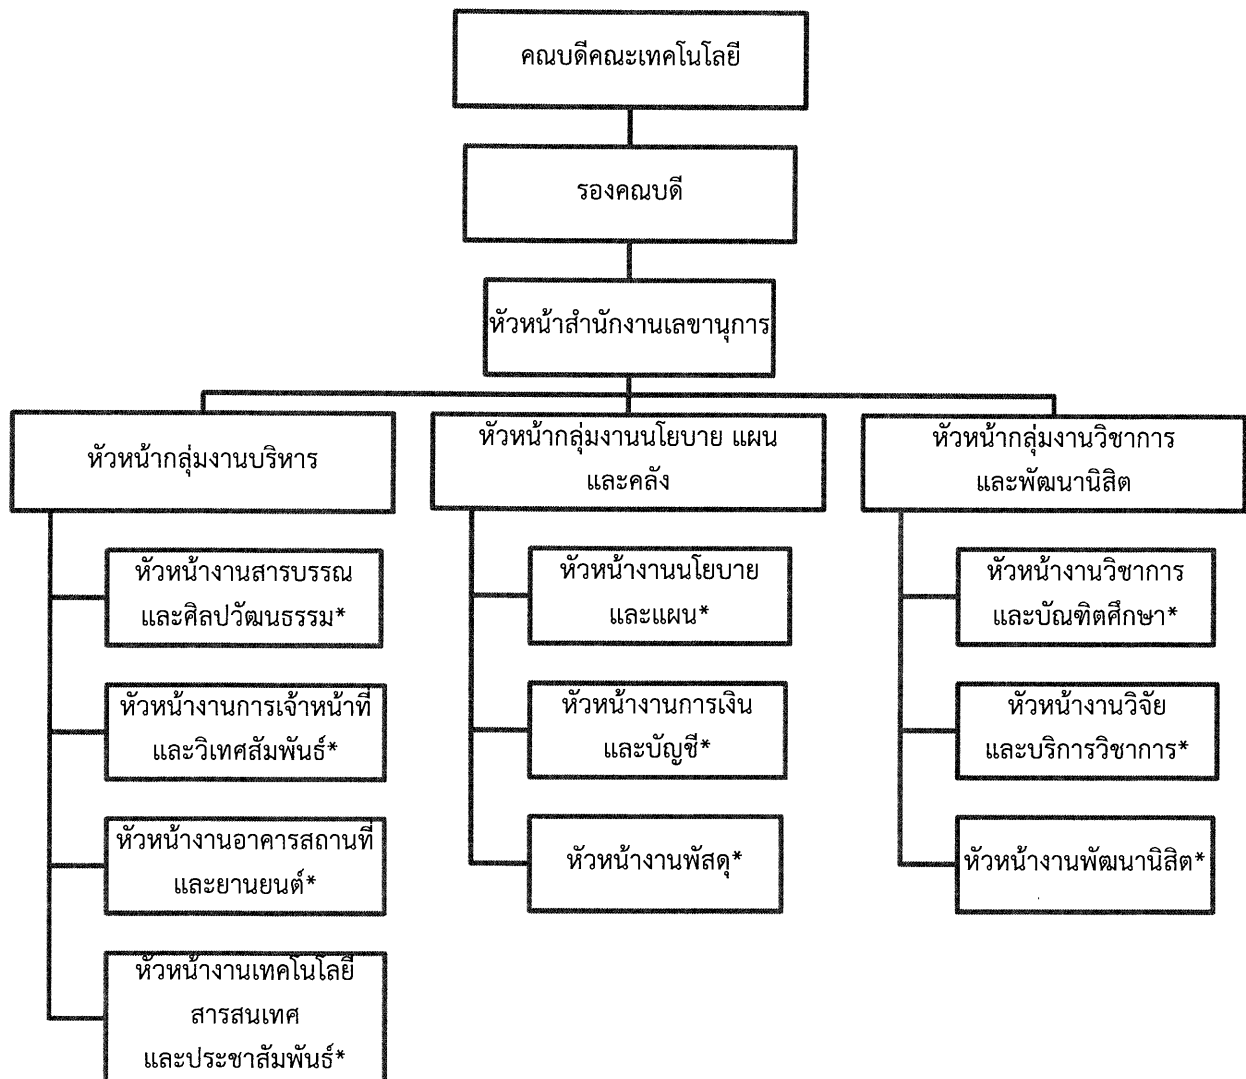 คณบดีคณะเทคโนโลยี
รองคณบดี
หัวหน้าสำนักงานเลขานุการ
หัวหน้ากลุ่มงานบริหาร
หัวหน้างานสารบรรณ
และศิลปวัฒนธรรม*
หัวหน้างานการเจ้าหน้าที่
และวิเทศสัมพันธ์*
หัวหน้างานอาคารสถานที่
และยานยนต์*
หัวหน้างานเทคโนโลยี
สารสนเทศ
และประชาสัมพันธ์*
หัวหน้ากลุ่มงานนโยบาย แผน
และคลัง
หัวหน้างานนโยบาย
และแผน*
หัวหน้างานการเงิน
และบัญชี*
หัวหน้างานพัสดุ*
หัวหน้ากลุ่มงานวิชาการ
และพัฒนานิสิต
หัวหน้างานวิชาการ
และบัณฑิตศึกษา*
หัวหน้างานวิจัย
และบริการวิชาการ*
หัวหน้างานพัฒนานิสิต*